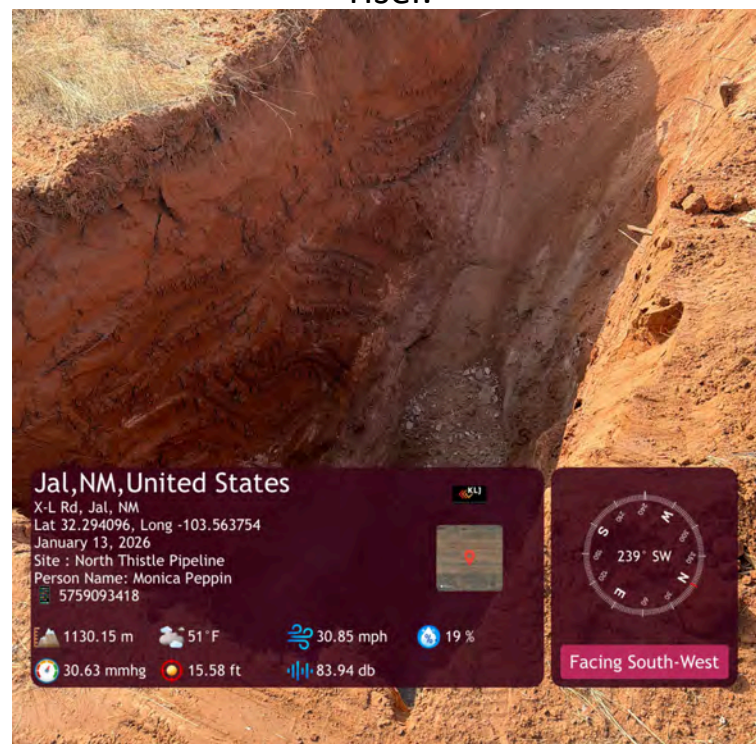 Jal,NM,United States
X-L Rd, Jal, NM
Lat 32.294096, Long -103.563754
January 13, 2026
Site : North Thistle Pipeline
Person Name: Monica Peppin
5759093418
KLJ
1130.15 m
51°F
30.85 mph
19 %
30.63 mmhg
15.58 ft
83.94 db
239° SW
S
W
N
E
Facing South-West